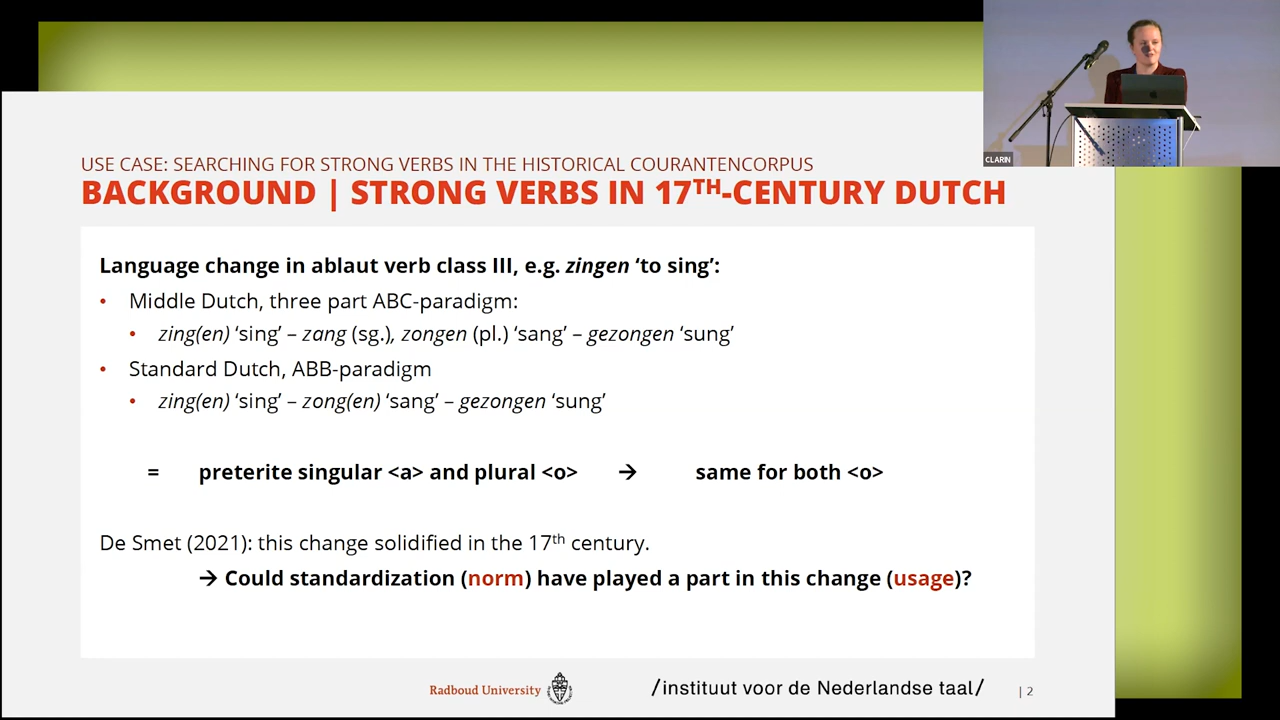 CLARIN
USE CASE: SEARCHING FOR STRONG VERBS IN THE HISTORICAL COURANTENCORPUS
BACKGROUND | STRONG VERBS IN 17TH-CENTURY DUTCH
Language change in ablaut verb class III, e.g. zingen ‘to sing’:
• Middle Dutch, three part ABC-paradigm:
• zing(en) ‘sing’ – zang (sg.), zongen (pl.) ‘sang’ – gezongen ‘sung’
• Standard Dutch, ABB-paradigm
• zing(en) ‘sing’ – zong(en) ‘sang’ – gezongen ‘sung’
= preterite singular <a> and plural <o> → same for both <o>
De Smet (2021): this change solidified in the 17th century.
→ Could standardization (norm) have played a part in this change (usage)?
Radboud University
/instituut voor de Nederlandse taal/
| 2